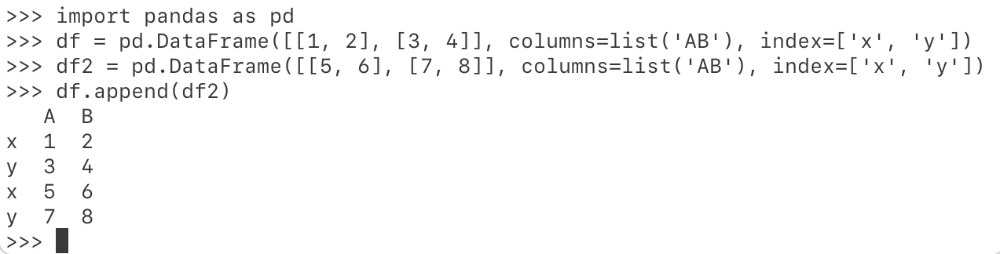 >>> import pandas as pd
>>> df = pd.DataFrame([[1, 2], [3, 4]], columns=list('AB'), index=['x', 'y'])
>>> df2 = pd.DataFrame([[5, 6], [7, 8]], columns=list('AB'), index=['x', 'y'])
>>> df.append(df2)
   A  B
x  1  2
y  3  4
x  5  6
y  7  8
>>>